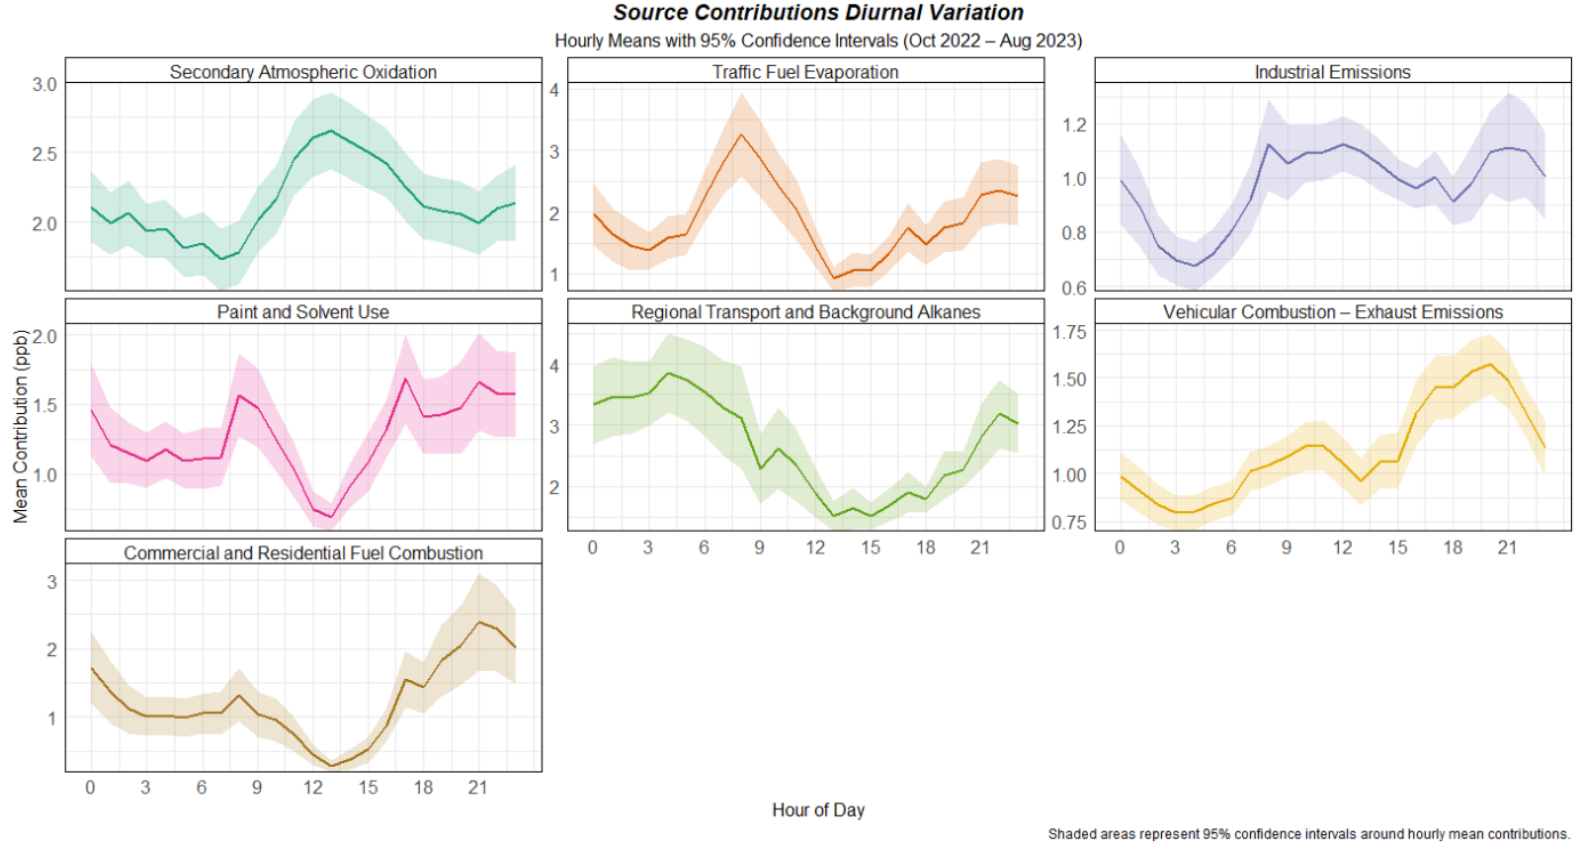 Source Contributions Diurnal Variation
Hourly Means with 95% Confidence Intervals (Oct 2022 – Aug 2023)
Secondary Atmospheric Oxidation
3.0
2.5
2.0
Traffic Fuel Evaporation
4
3
2
1
Industrial Emissions
1.2
1.0
0.8
0.6
Mean Contribution (ppb)
Paint and Solvent Use
2.0
1.5
1.0
Regional Transport and Background Alkanes
4
3
2
0 3 6 9 12 15 18 21
Vehicular Combustion – Exhaust Emissions
1.75
1.50
1.25
1.00
0.75
0 3 6 9 12 15 18 21
Commercial and Residential Fuel Combustion
3
2
1
0 3 6 9 12 15 18 21
Hour of Day
Shaded areas represent 95% confidence intervals around hourly mean contributions.